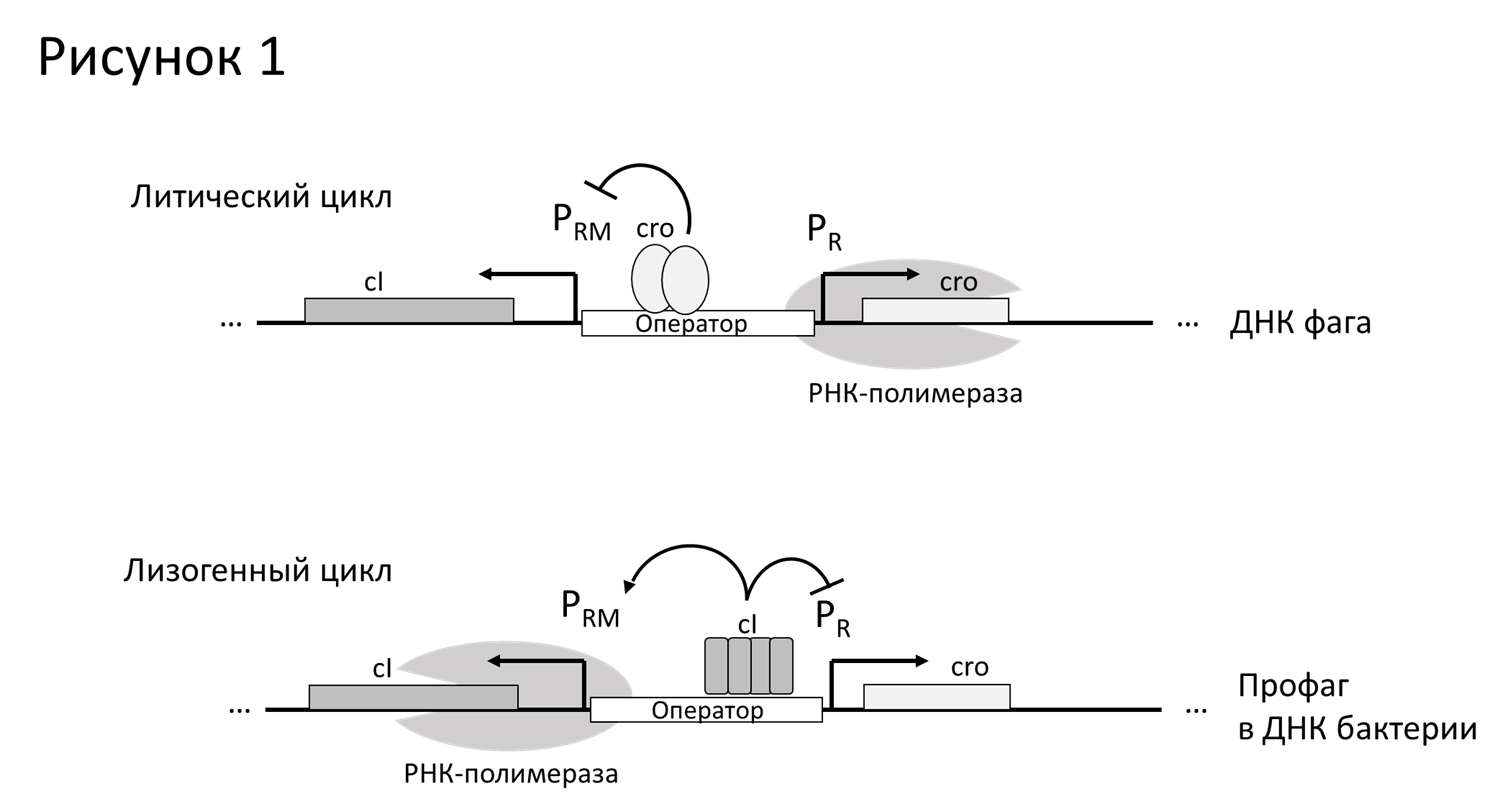 Рисунок 1
Литический цикл
PRM
cro
PR
cI
cro
...
Оператор
...
ДНК фага
РНК-полимераза
Лизогенный цикл
PRM
cI
PR
cI
cro
...
Оператор
...
Профаг
в ДНК бактерии
РНК-полимераза